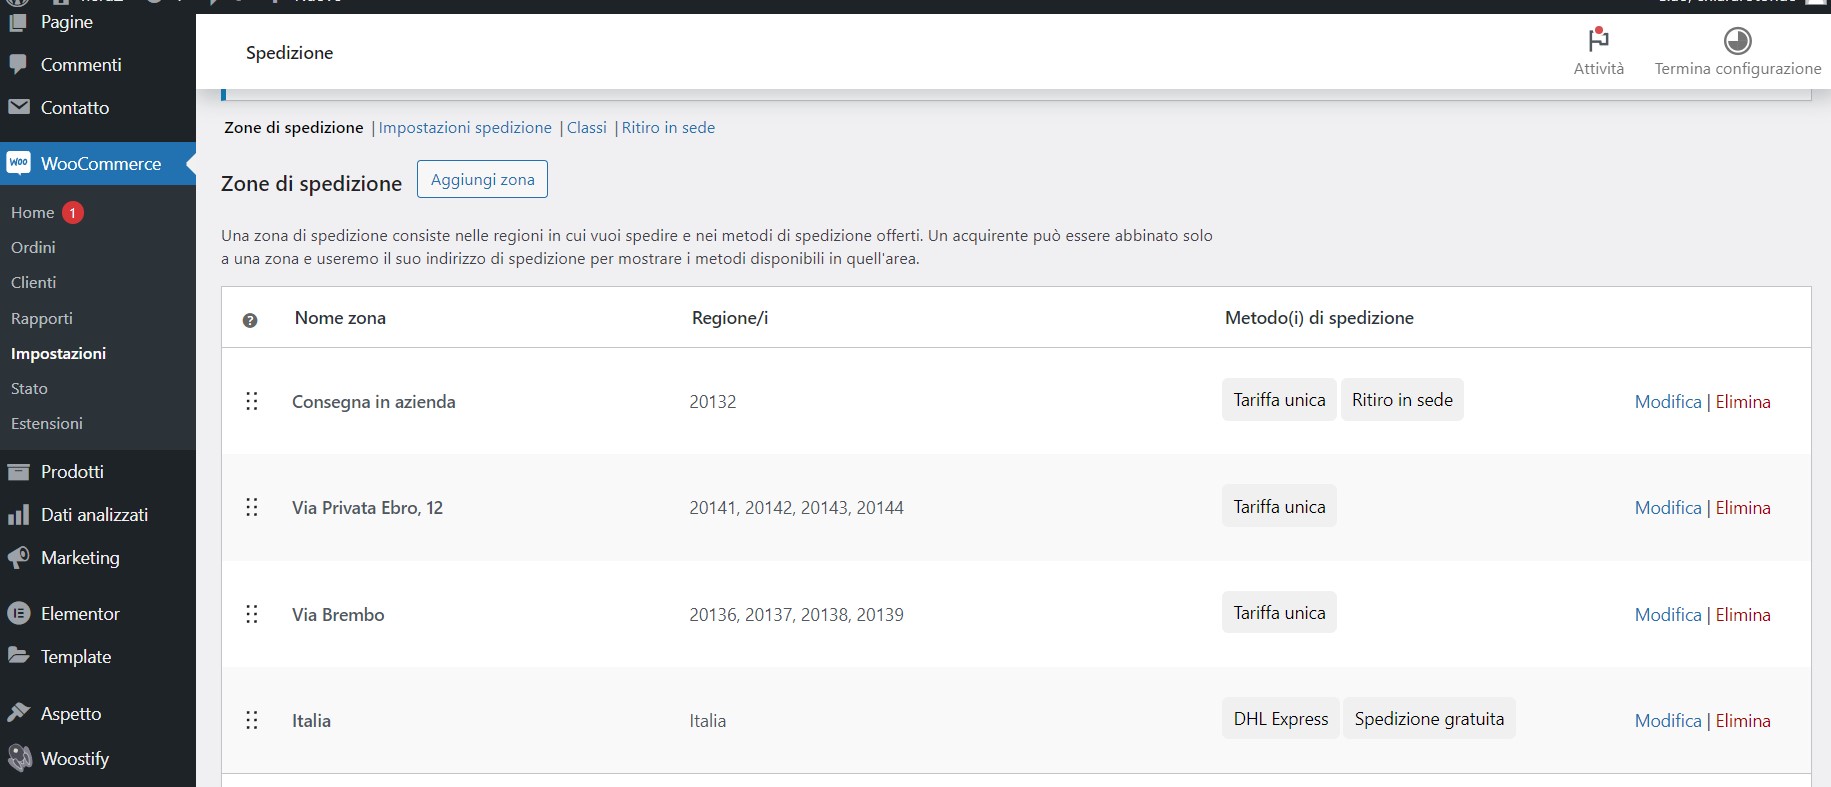 Pagine
Commenti
Contatto
WooCommerce
Home 1
Ordini
Clienti
Rapporti
Impostazioni
Stato
Estensioni
Prodotti
Dati analizzati
Marketing
Elementor
Template
Aspetto
Woostify
Spedizione
Attività
Termina configurazione
Zone di spedizione | Impostazioni spedizione | Classi | Ritiro in sede
Zone di spedizione Aggiungi zona
Una zona di spedizione consiste nelle regioni in cui vuoi spedire e nei metodi di spedizione offerti. Un acquirente può essere abbinato solo
a una zona e useremo il suo indirizzo di spedizione per mostrare i metodi disponibili in quell'area.
? Nome zona Regione/i Metodo(i) di spedizione
Consegna in azienda 20132 Tariffa unica Ritiro in sede Modifica | Elimina
Via Privata Ebro, 12 20141, 20142, 20143, 20144 Tariffa unica Modifica | Elimina
Via Brembo 20136, 20137, 20138, 20139 Tariffa unica Modifica | Elimina
Italia Italia DHL Express Spedizione gratuita Modifica | Elimina